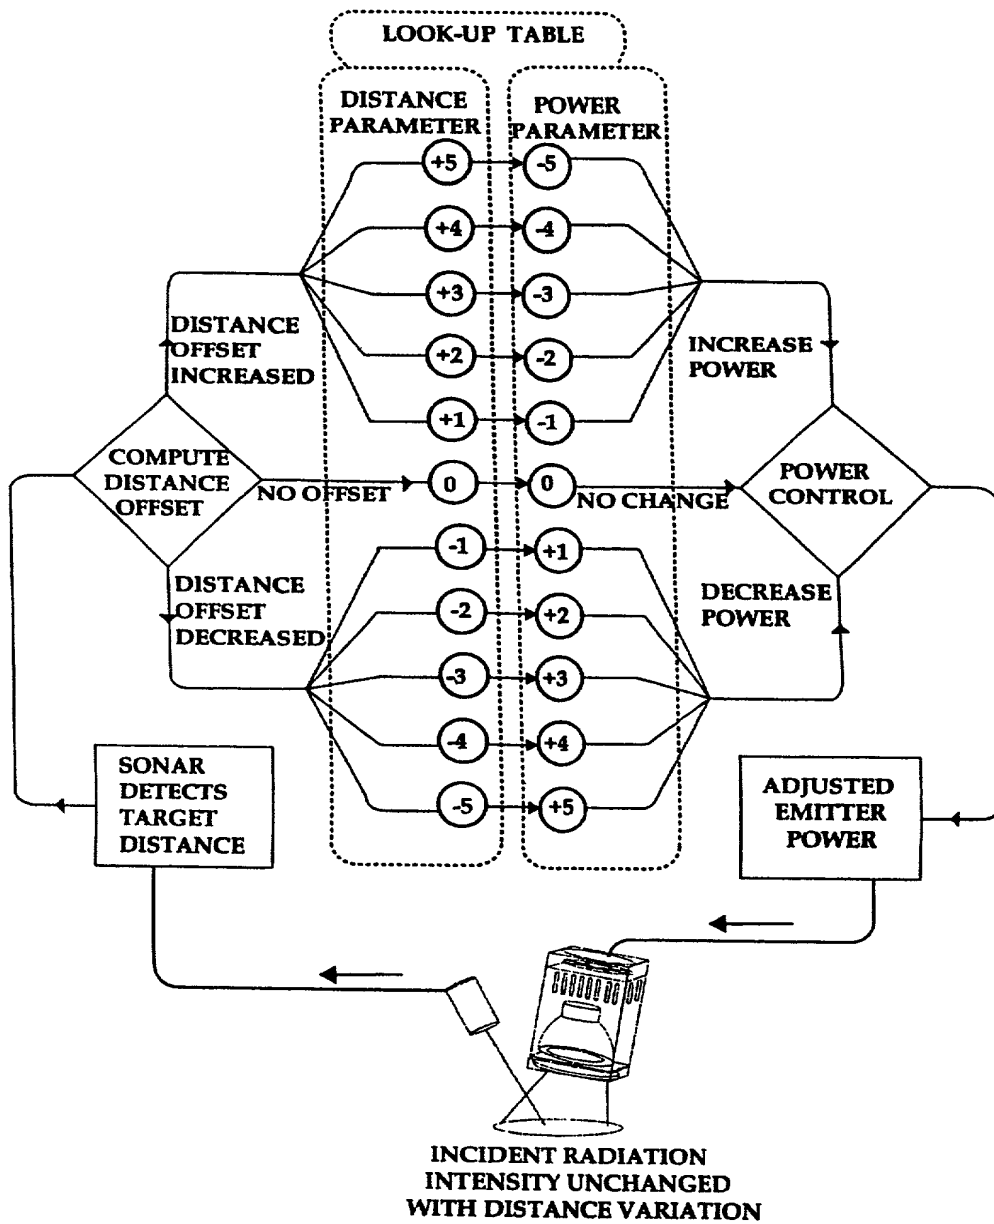 LOOK-UP TABLE
DISTANCE
PARAMETER
POWER
PARAMETER
+5
-5
+4
-4
+3
-3
+2
-2
+1
-1
0
0
-1
+1
-2
+2
-3
+3
-4
+4
-5
+5
DISTANCE
OFFSET
INCREASED
INCREASE
POWER
COMPUTE
DISTANCE
OFFSET
NO OFFSET
NO CHANGE
POWER
CONTROL
DISTANCE
OFFSET
DECREASED
DECREASE
POWER
SONAR
DETECTS
TARGET
DISTANCE
ADJUSTED
EMITTER
POWER
INCIDENT RADIATION
INTENSITY UNCHANGED
WITH DISTANCE VARIATION